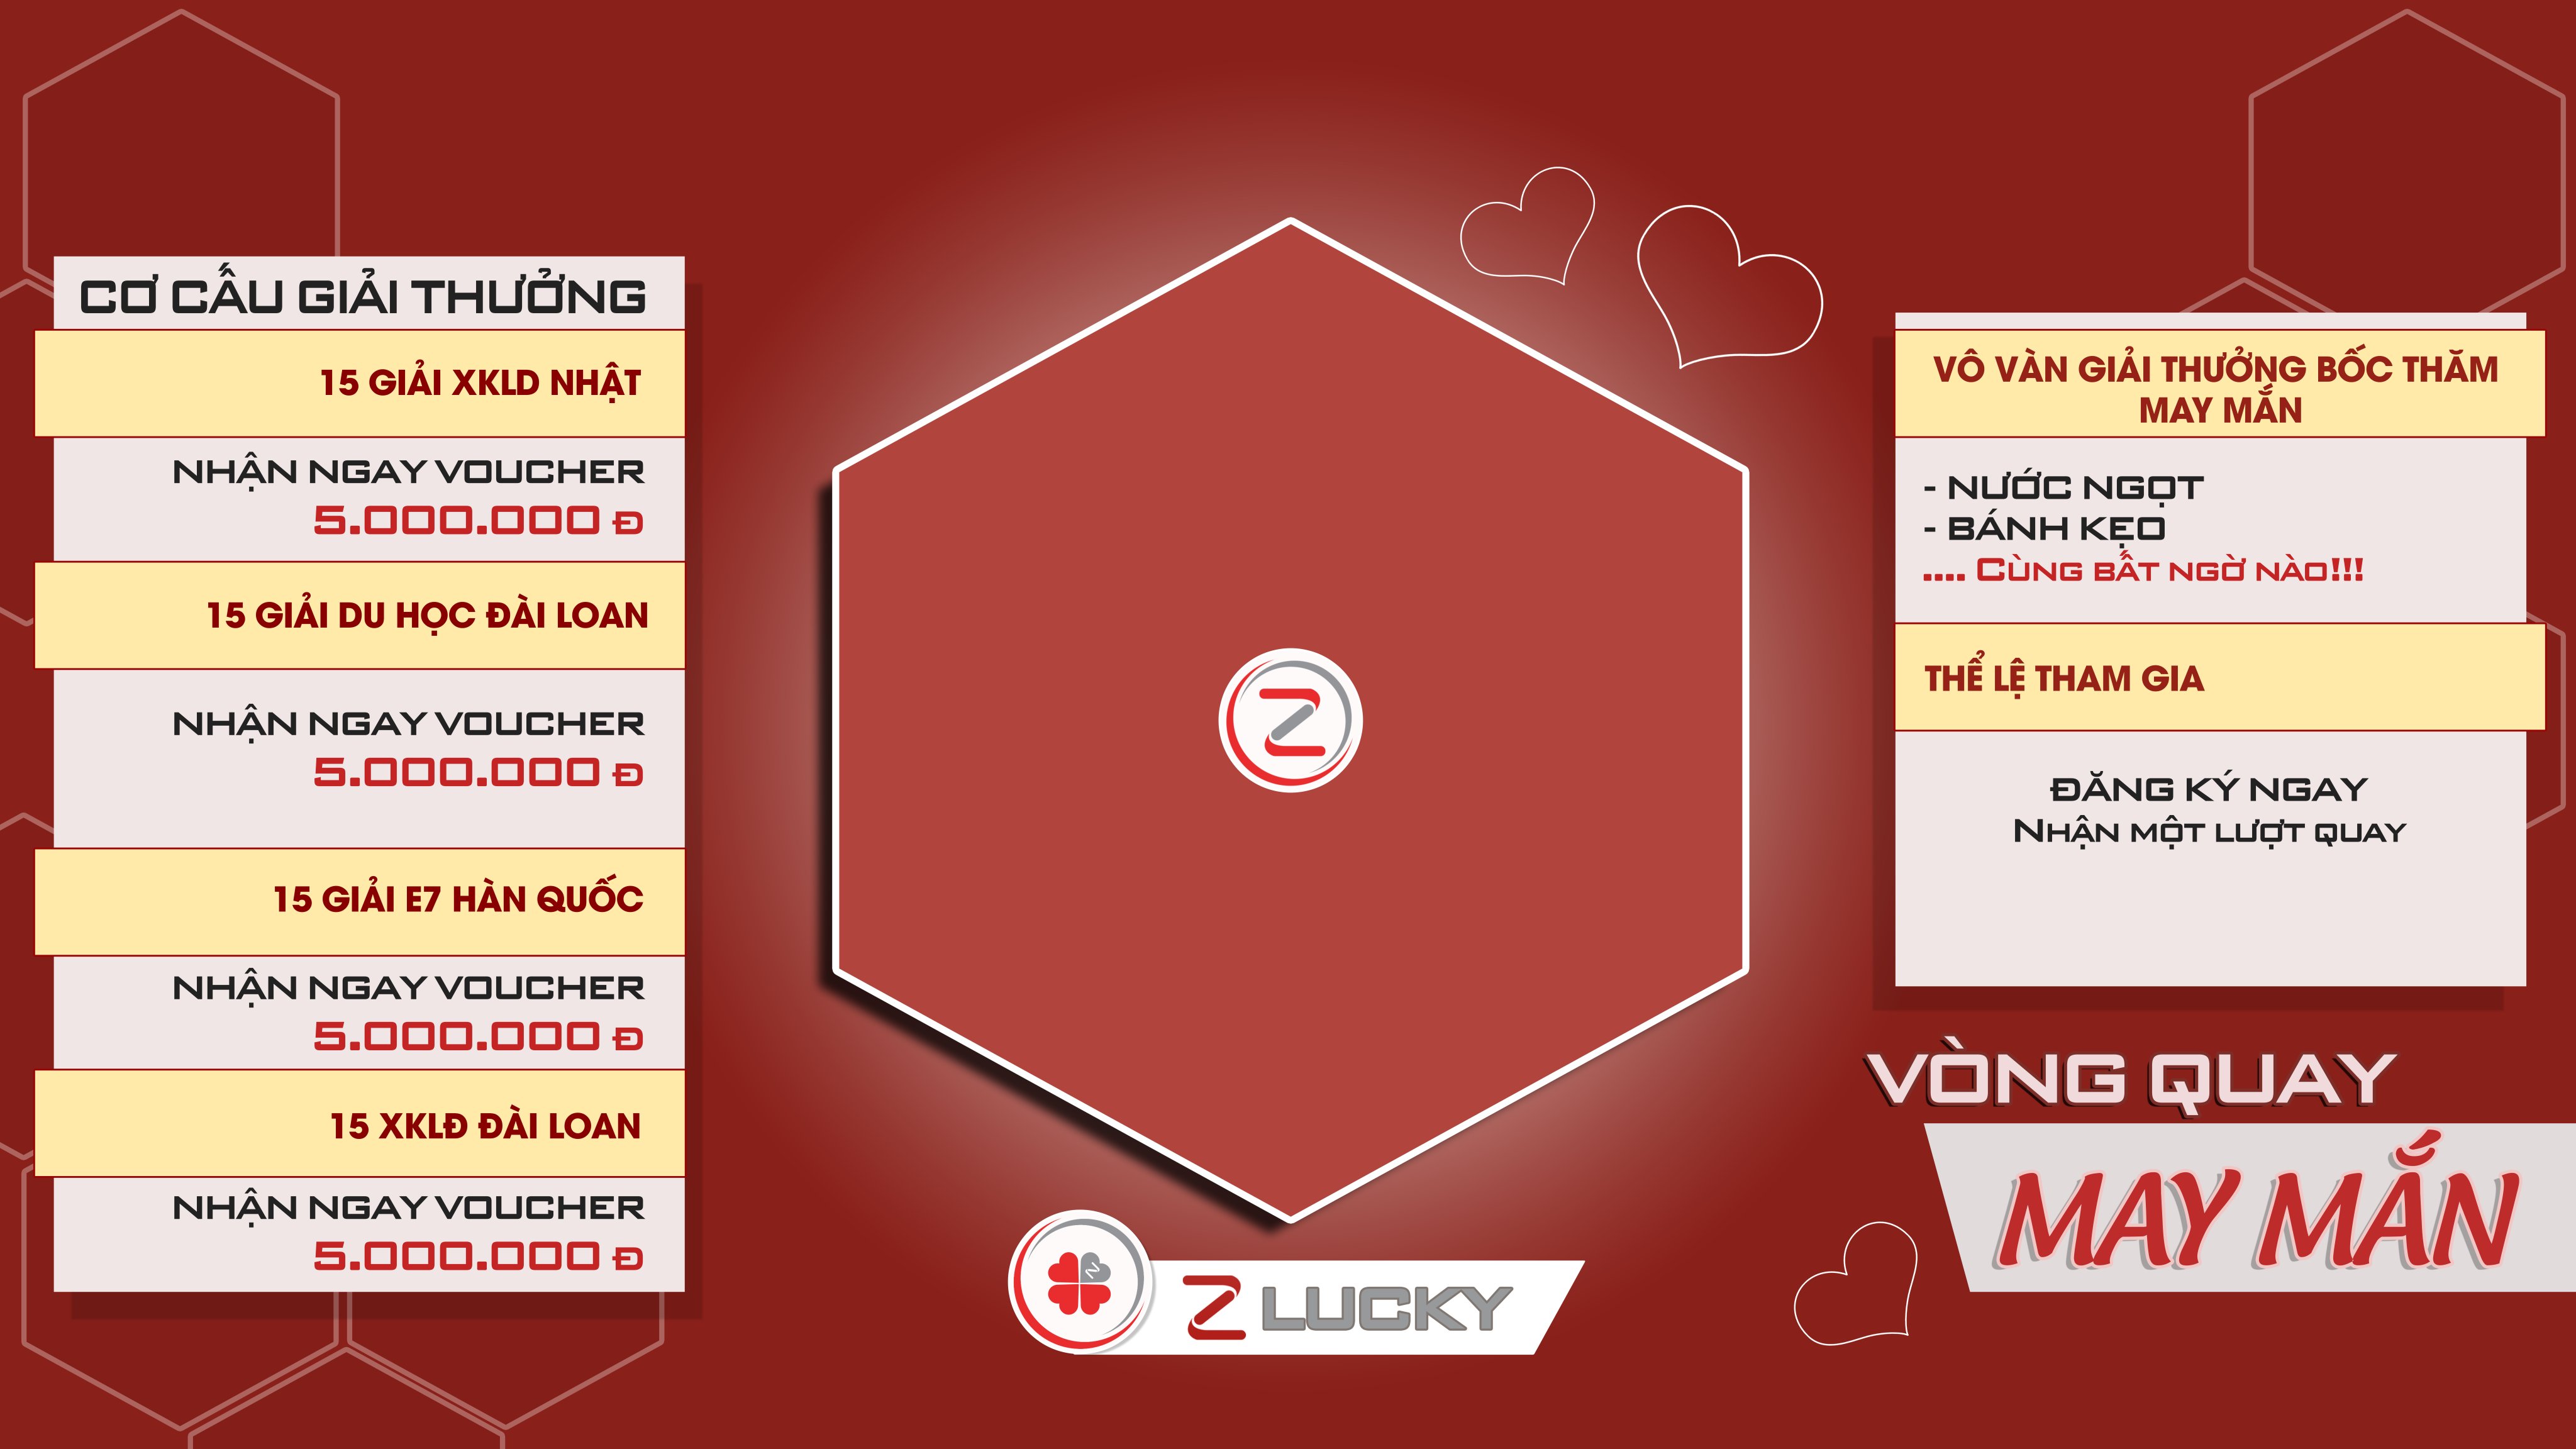 CƠ CẤU GIẢI THƯỞNG
15 GIẢI XKLD NHẬT
NHẬN NGAY VOUCHER
5.000.000 Đ
15 GIẢI DU HỌC ĐÀI LOAN
NHẬN NGAY VOUCHER
5.000.000 Đ
15 GIẢI E7 HÀN QUỐC
NHẬN NGAY VOUCHER
5.000.000 Đ
15 XKLĐ ĐÀI LOAN
NHẬN NGAY VOUCHER
5.000.000 Đ
Z
Z LUCKY
VÔ VÀN GIẢI THƯỞNG BỐC THĂM
MAY MẮN
- NƯỚC NGỌT
- BÁNH KẸO
.... CÙNG BẤT NGỜ NÀO!!!
THỂ LỆ THAM GIA
ĐĂNG KÝ NGAY
NHẬN MỘT LƯỢT QUAY
VÒNG QUAY
MAY MẮN